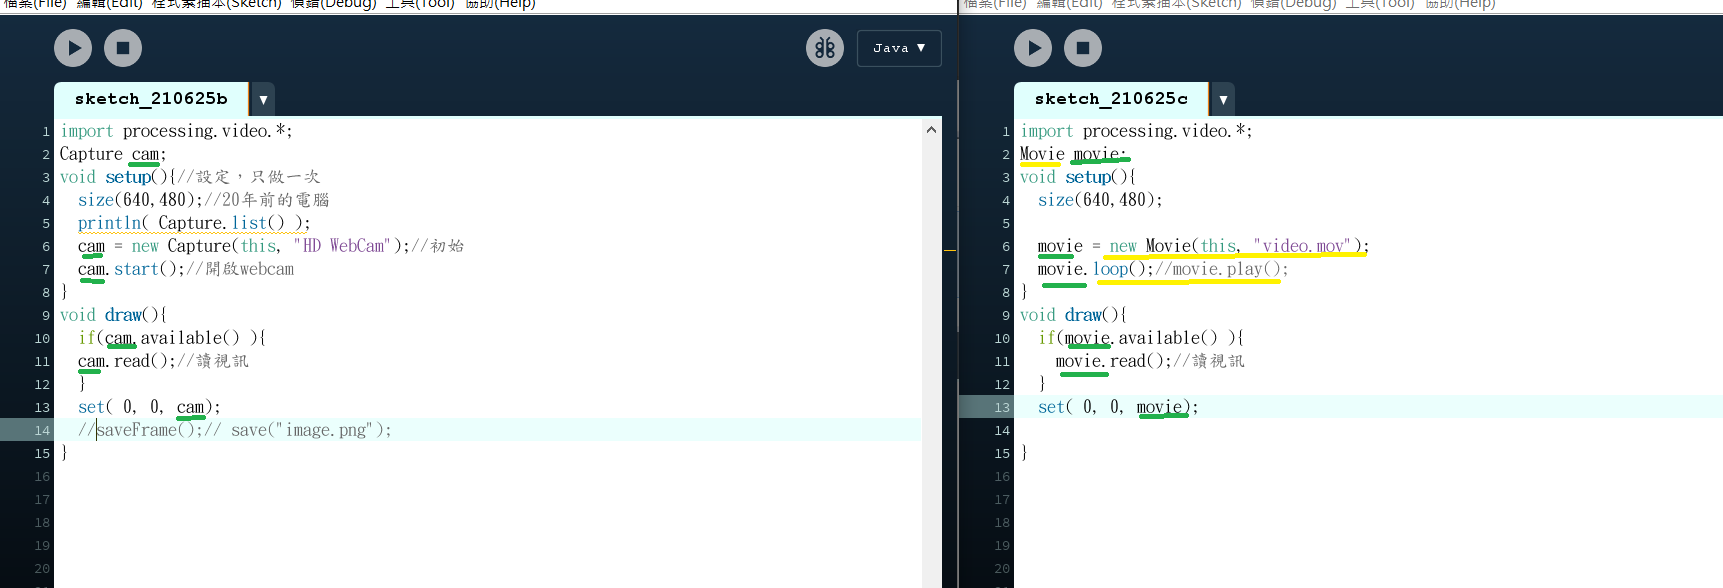 檔案(File) 編輯(Edit) 程式素描本(Sketch) 偵錯(Debug) 工具(Tool) 協助(Help)
Java ▼
sketch_210625b ▼
1 import processing.video.*;
2 Capture cam;
3 void setup(){//設定，只做一次
4 size(640,480);//20年前的電腦
5 println( Capture.list() );
6 cam = new Capture(this, "HD WebCam");//初始
7 cam.start();//開啟webcam
8 }
9 void draw(){
10 if(cam.available() ){
11 cam.read();//讀視訊
12 }
13 set( 0, 0, cam);
14 //saveFrame();// save("image.png");
15 }
16
17
18
19
20
檔案(File) 編輯(Edit) 程式素描本(Sketch) 偵錯(Debug) 工具(Tool) 協助(Help)
sketch_210625c ▼
1 import processing.video.*;
2 Movie movie;
3 void setup(){
4 size(640,480);
5
6 movie = new Movie(this, "video.mov");
7 movie.loop();//movie.play();
8 }
9 void draw(){
10 if(movie.available() ){
11 movie.read();//讀視訊
12 }
13 set( 0, 0, movie);
14
15 }
16
17
18
19
20